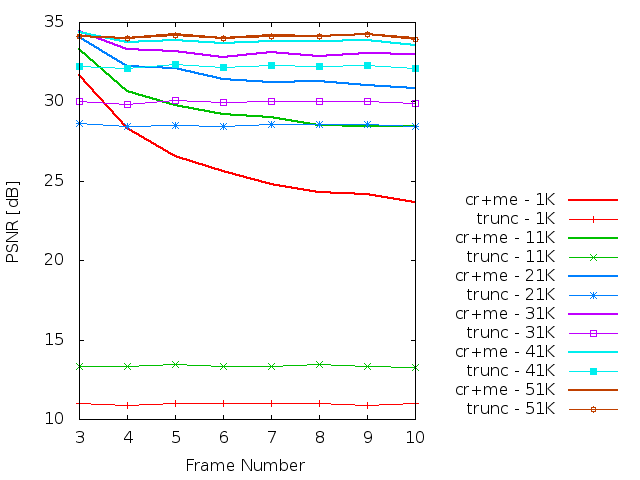 35
30
25
20
15
10
PSNR [dB]
3 4 5 6 7 8 9 10
Frame Number
cr+me - 1K
trunc - 1K
cr+me - 11K
trunc - 11K
cr+me - 21K
trunc - 21K
cr+me - 31K
trunc - 31K
cr+me - 41K
trunc - 41K
cr+me - 51K
trunc - 51K